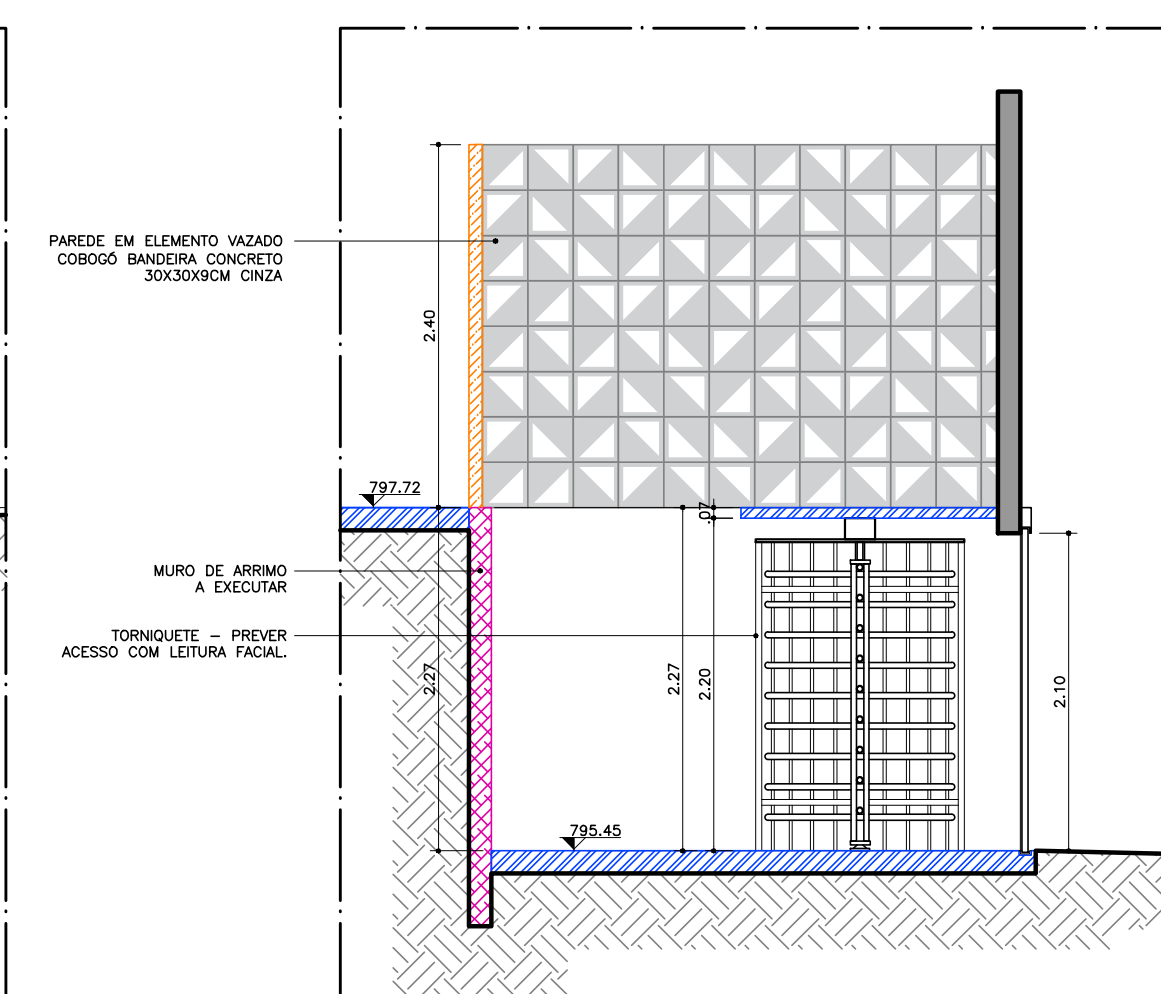 PAREDE EM ELEMENTO VAZADO
COBOGÓ BANDEIRA CONCRETO
30X30X9CM CINZA
2.40
797.72
.07
MURO DE ARRIMO
A EXECUTAR
TORNIQUETE – PREVER
ACESSO COM LEITURA FACIAL.
2.27
2.27
2.20
2.10
795.45